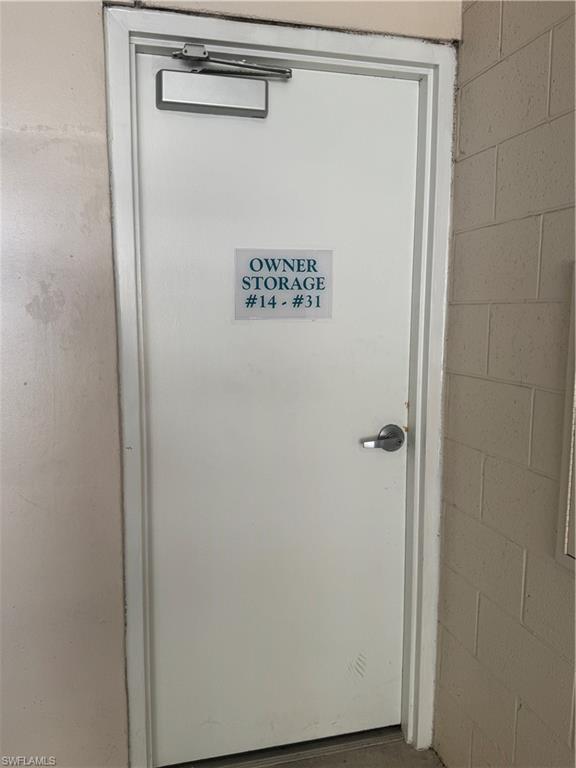 OWNER
STORAGE
#14 - #31
SWFLAMLS